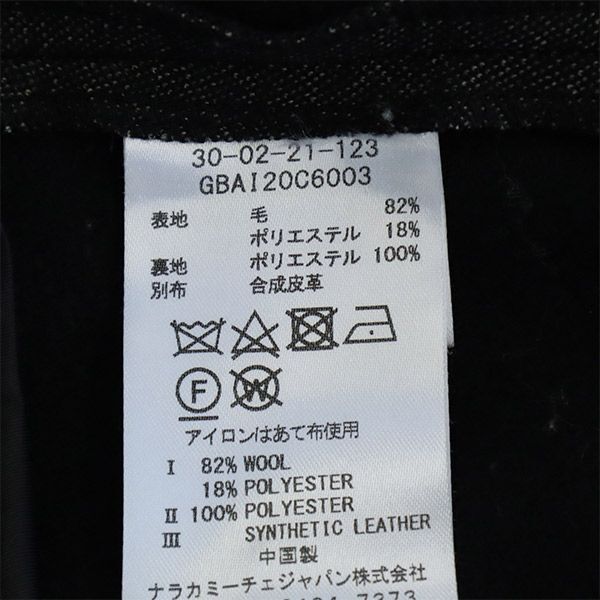 30-02-21-123
GBAI20C6003
表地 毛 82%
ポリエステル 18%
裏地 ポリエステル 100%
別布 合成皮革
F W
アイロンはあて布使用
I 82% WOOL
18% POLYESTER
II 100% POLYESTER
III SYNTHETIC LEATHER
中国製
ナラカミーチェジャパン株式会社